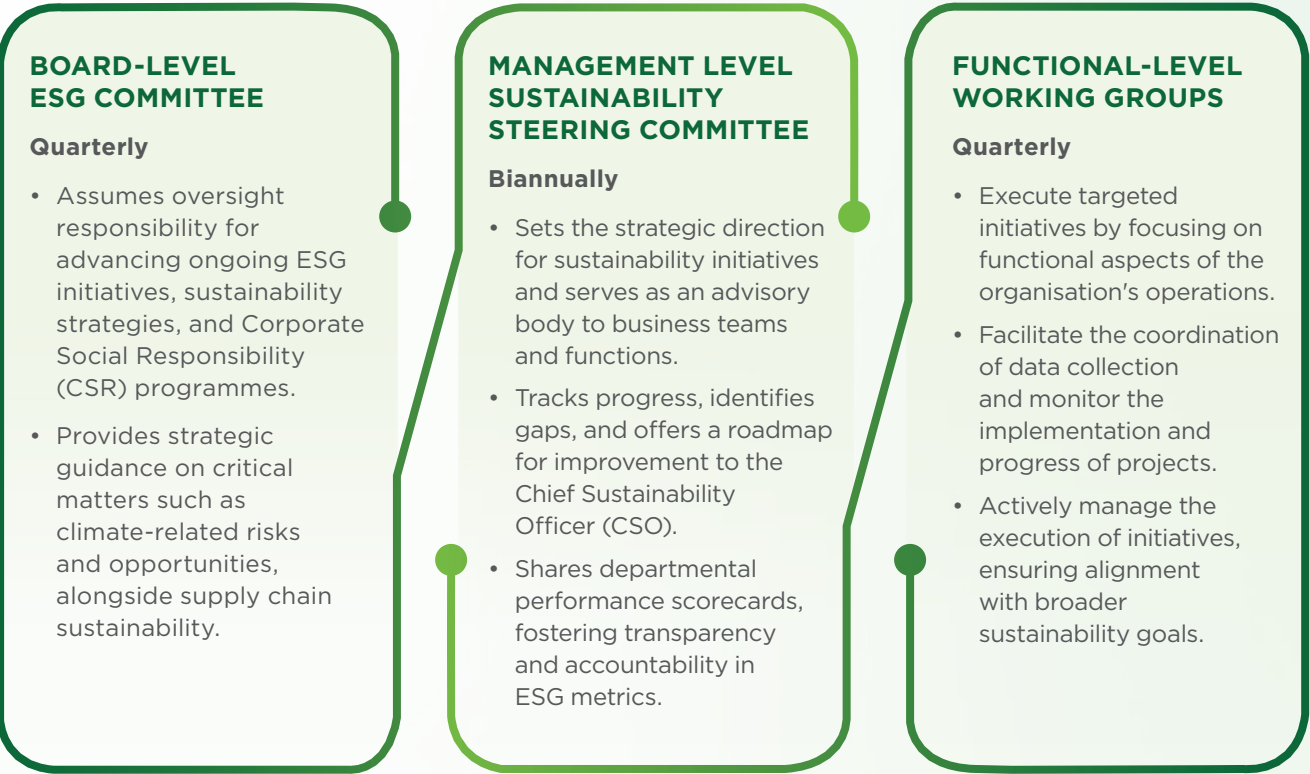 BOARD-LEVEL
ESG COMMITTEE
Quarterly
• Assumes oversight
responsibility for
advancing ongoing ESG
initiatives, sustainability
strategies, and Corporate
Social Responsibility
(CSR) programmes.
• Provides strategic
guidance on critical
matters such as
climate-related risks
and opportunities,
alongside supply chain
sustainability.
MANAGEMENT LEVEL
SUSTAINABILITY
STEERING COMMITTEE
Biannually
• Sets the strategic direction
for sustainability initiatives
and serves as an advisory
body to business teams
and functions.
• Tracks progress, identifies
gaps, and offers a roadmap
for improvement to the
Chief Sustainability
Officer (CSO).
• Shares departmental
performance scorecards,
fostering transparency
and accountability in
ESG metrics.
FUNCTIONAL-LEVEL
WORKING GROUPS
Quarterly
• Execute targeted
initiatives by focusing on
functional aspects of the
organisation's operations.
• Facilitate the coordination
of data collection
and monitor the
implementation and
progress of projects.
• Actively manage the
execution of initiatives,
ensuring alignment
with broader
sustainability goals.